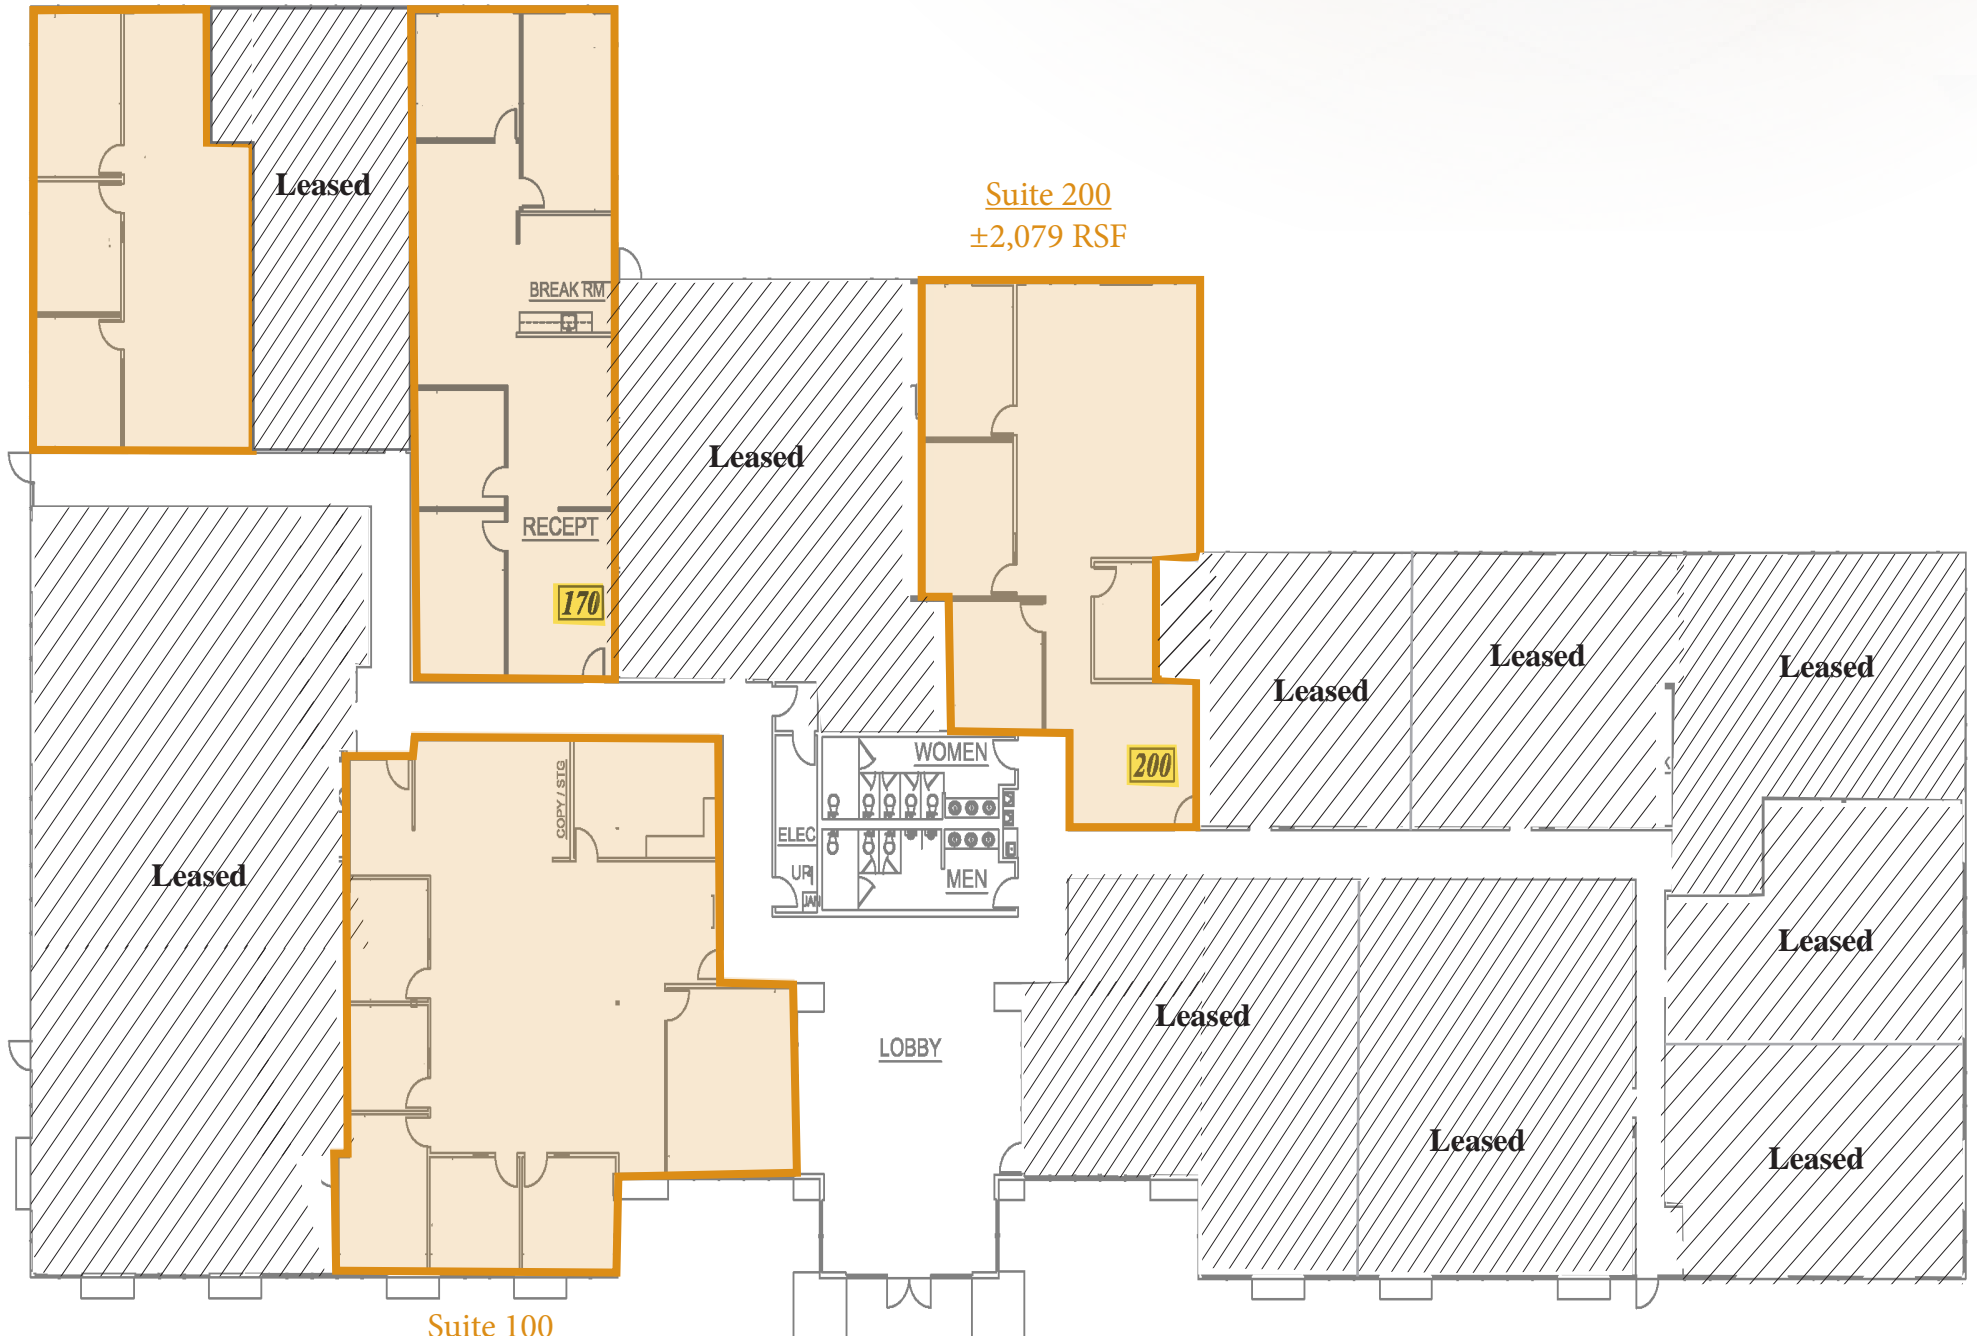 Leased
Suite 200
±2,079 RSF
BREAK RM
Leased
RECEPT
170
Leased
Leased
Leased
WOMEN
200
COPY / STG
ELEC
UR
JAN
MEN
Leased
Leased
Leased
LOBBY
Leased
Leased
Suite 100